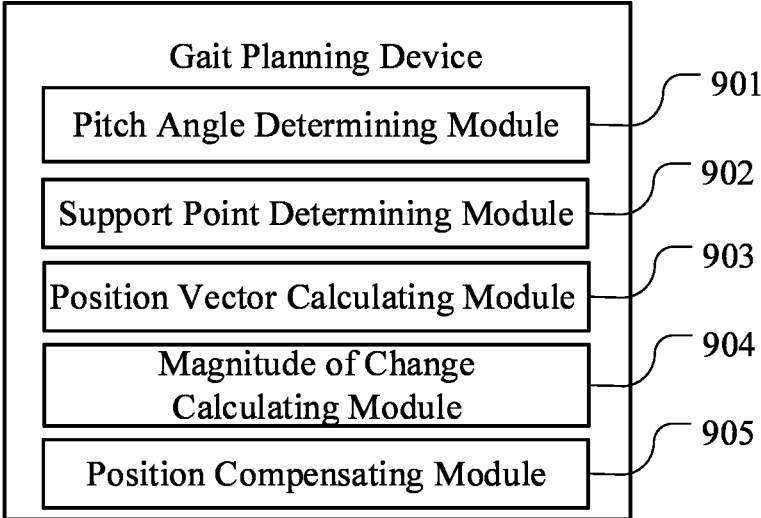 Gait Planning Device
901
Pitch Angle Determining Module
902
Support Point Determining Module
903
Position Vector Calculating Module
904
Magnitude of Change
Calculating Module
905
Position Compensating Module